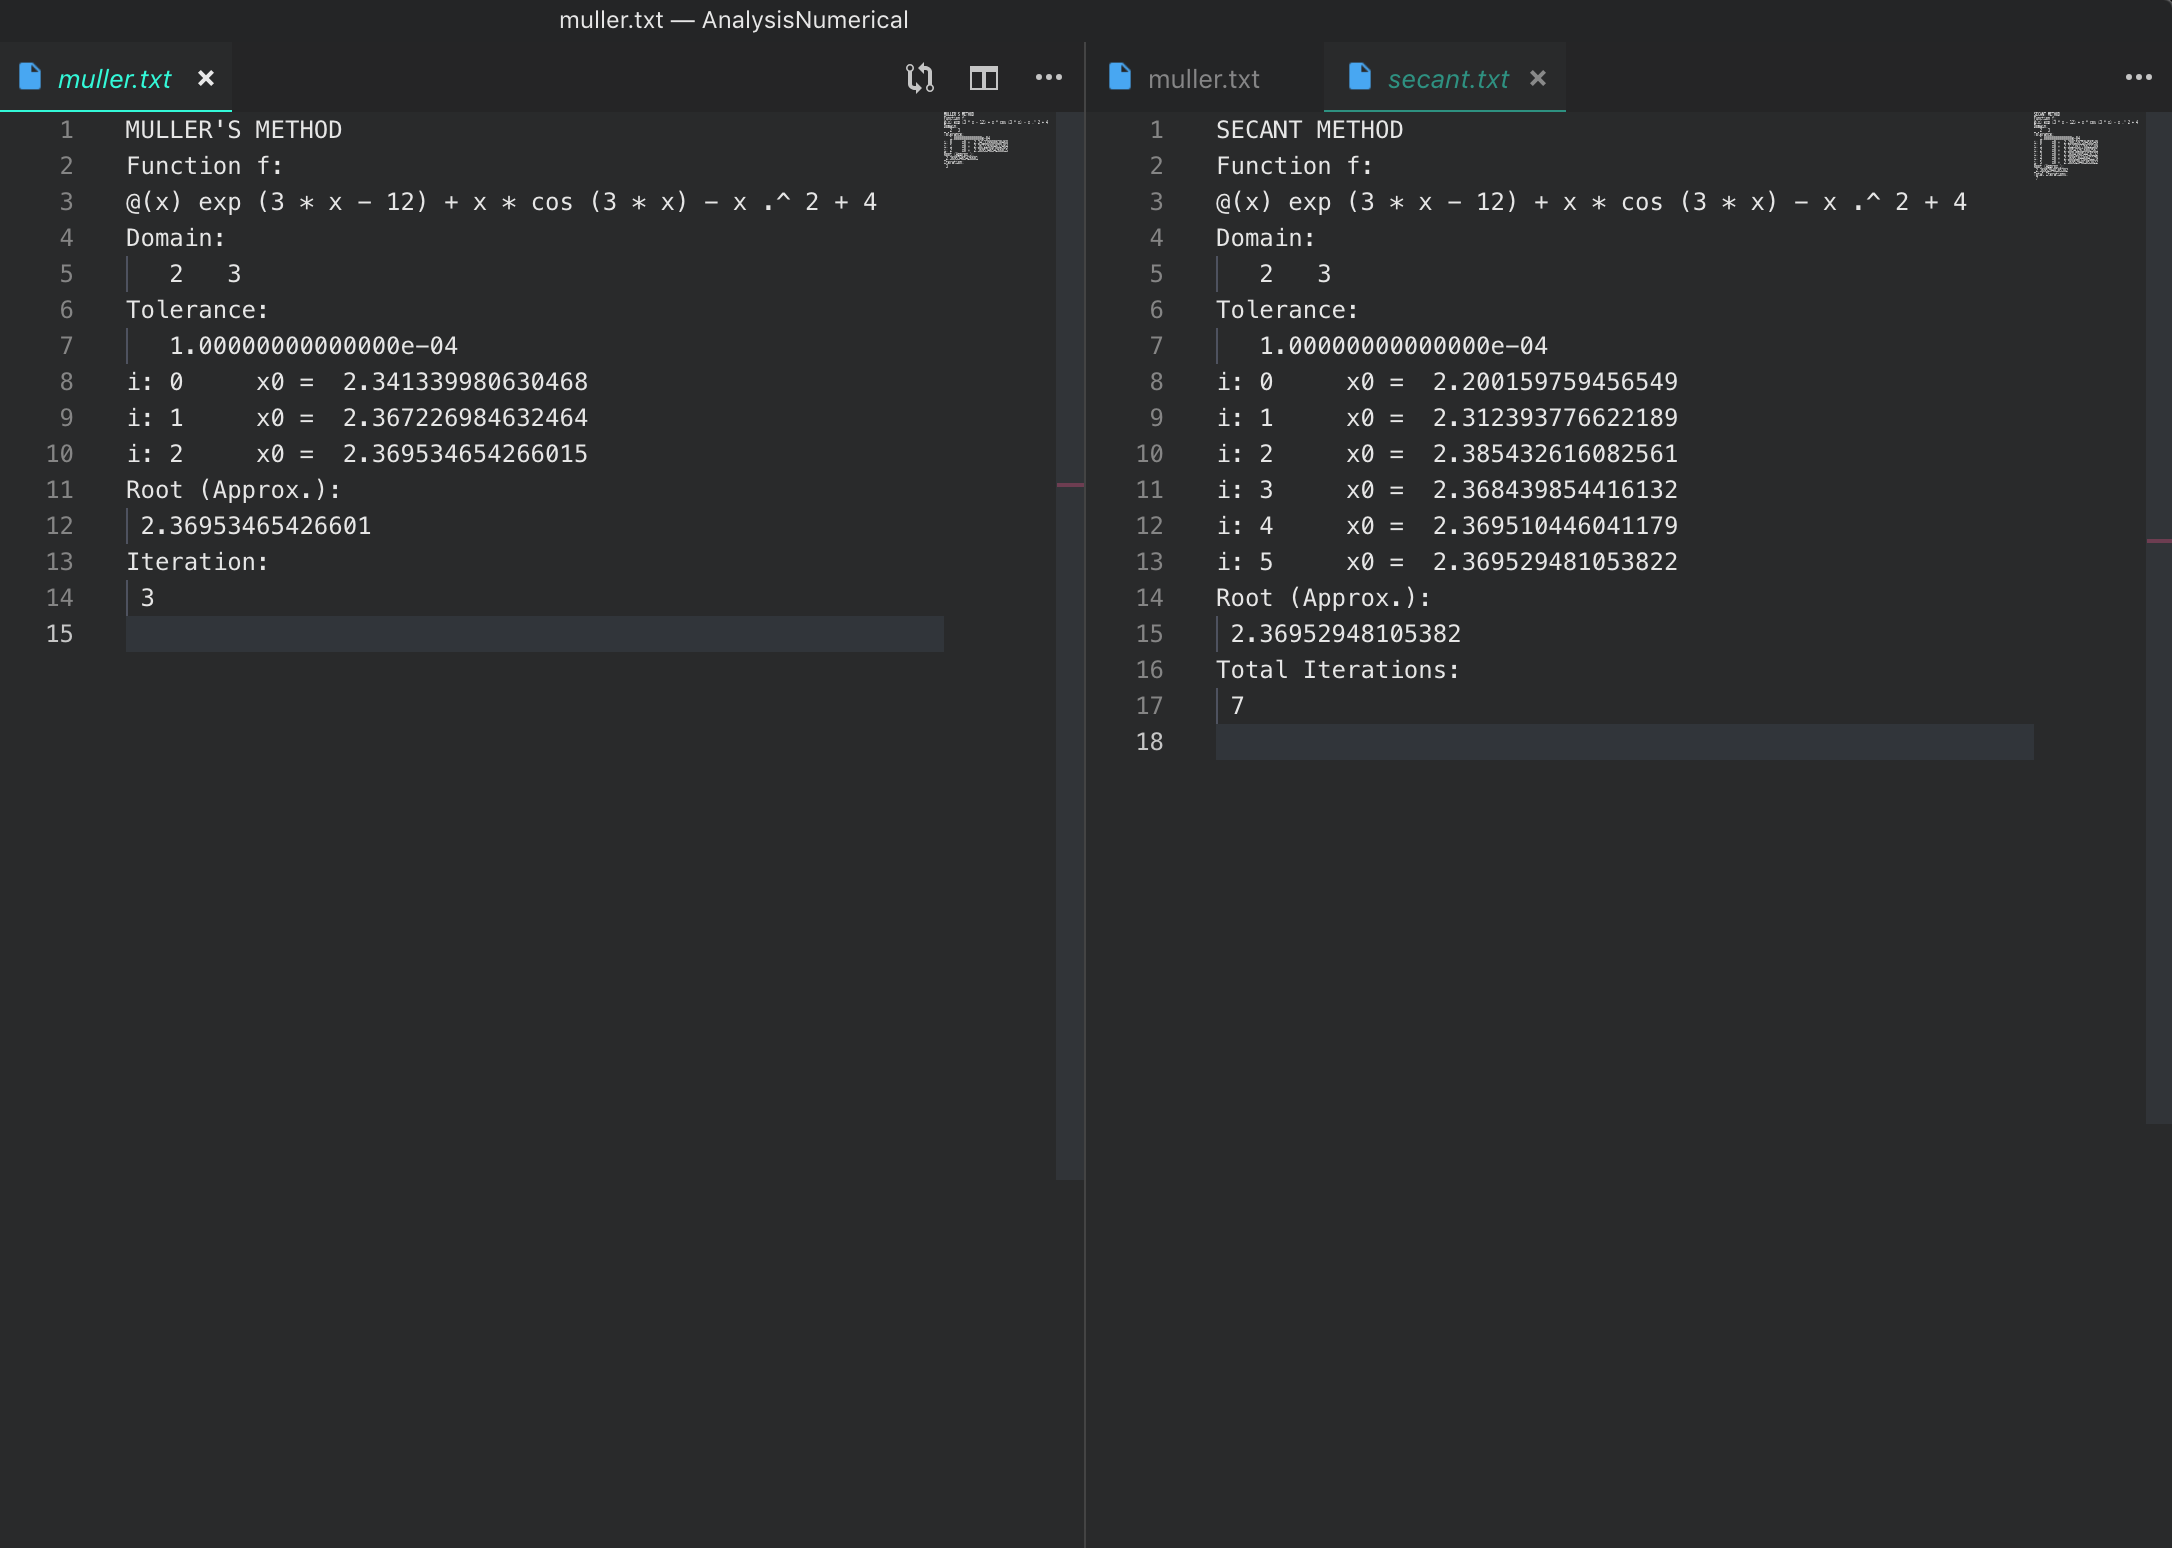 muller.txt — AnalysisNumerical
muller.txt
1 MULLER'S METHOD
2 Function f:
3 @(x) exp (3 * x - 12) + x * cos (3 * x) - x .^ 2 + 4
4 Domain:
5 2 3
6 Tolerance:
7 1.00000000000000e-04
8 i: 0 x0 = 2.341339980630468
9 i: 1 x0 = 2.367226984632464
10 i: 2 x0 = 2.369534654266015
11 Root (Approx.):
12 2.36953465426601
13 Iteration:
14 3
15
muller.txt secant.txt
1 SECANT METHOD
2 Function f:
3 @(x) exp (3 * x - 12) + x * cos (3 * x) - x .^ 2 + 4
4 Domain:
5 2 3
6 Tolerance:
7 1.00000000000000e-04
8 i: 0 x0 = 2.200159759456549
9 i: 1 x0 = 2.312393776622189
10 i: 2 x0 = 2.385432616082561
11 i: 3 x0 = 2.368439854416132
12 i: 4 x0 = 2.369510446041179
13 i: 5 x0 = 2.369529481053822
14 Root (Approx.):
15 2.36952948105382
16 Total Iterations:
17 7
18